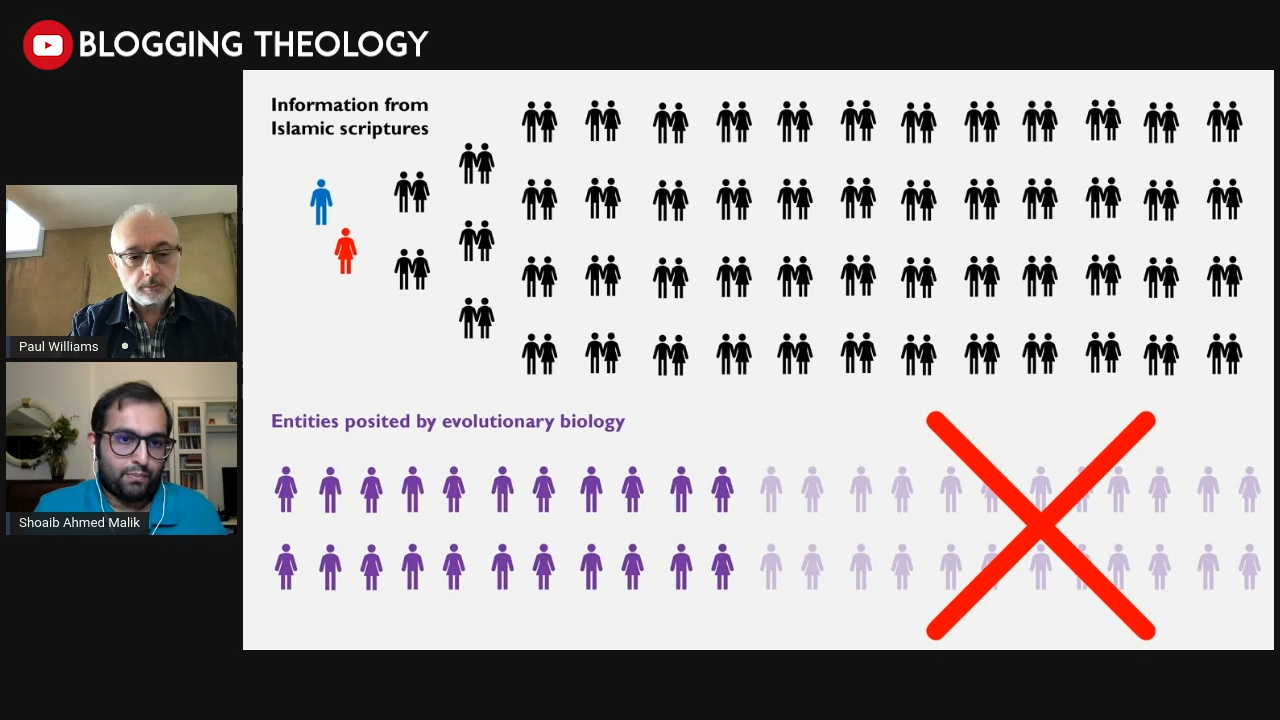 BLOGGING THEOLOGY
Information from
Islamic scriptures
Paul Williams
Entities posited by evolutionary biology
Shoaib Ahmed Malik